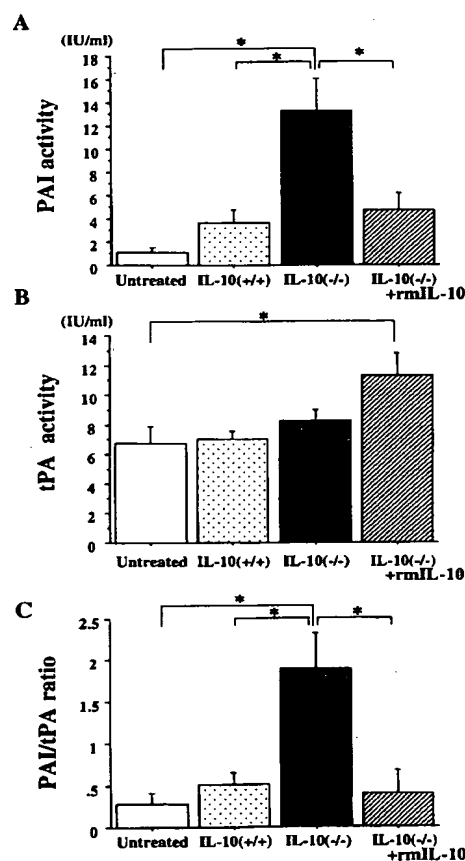 A
(IU/ml)
*
*
*
18
16
14
12
10
8
6
4
2
0
PAI activity
Untreated
IL-10(+/+)
IL-10(-/-)
IL-10(-/-)
+rmIL-10
B
(IU/ml)
*
14
12
10
8
6
4
2
0
tPA activity
Untreated
IL-10(+/+)
IL-10(-/-)
IL-10(-/-)
+rmIL-10
C
*
*
*
2.5
2
1.5
1
.5
0
PAI/tPA ratio
Untreated
IL-10(+/+)
IL-10(-/-)
IL-10(-/-)
+rmIL-10